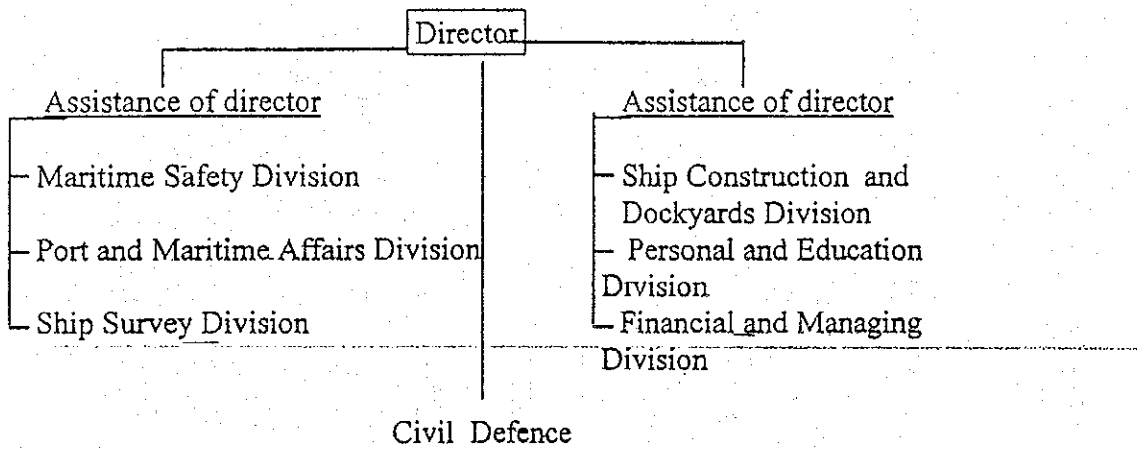 Director
Assistance of director
Maritime Safety Division
Port and Maritime Affairs Division
Ship Survey Division
Assistance of director
Ship Construction and
Dockyards Division
Personal and Education
Division
Financial and Managing
Division
Civil Defence